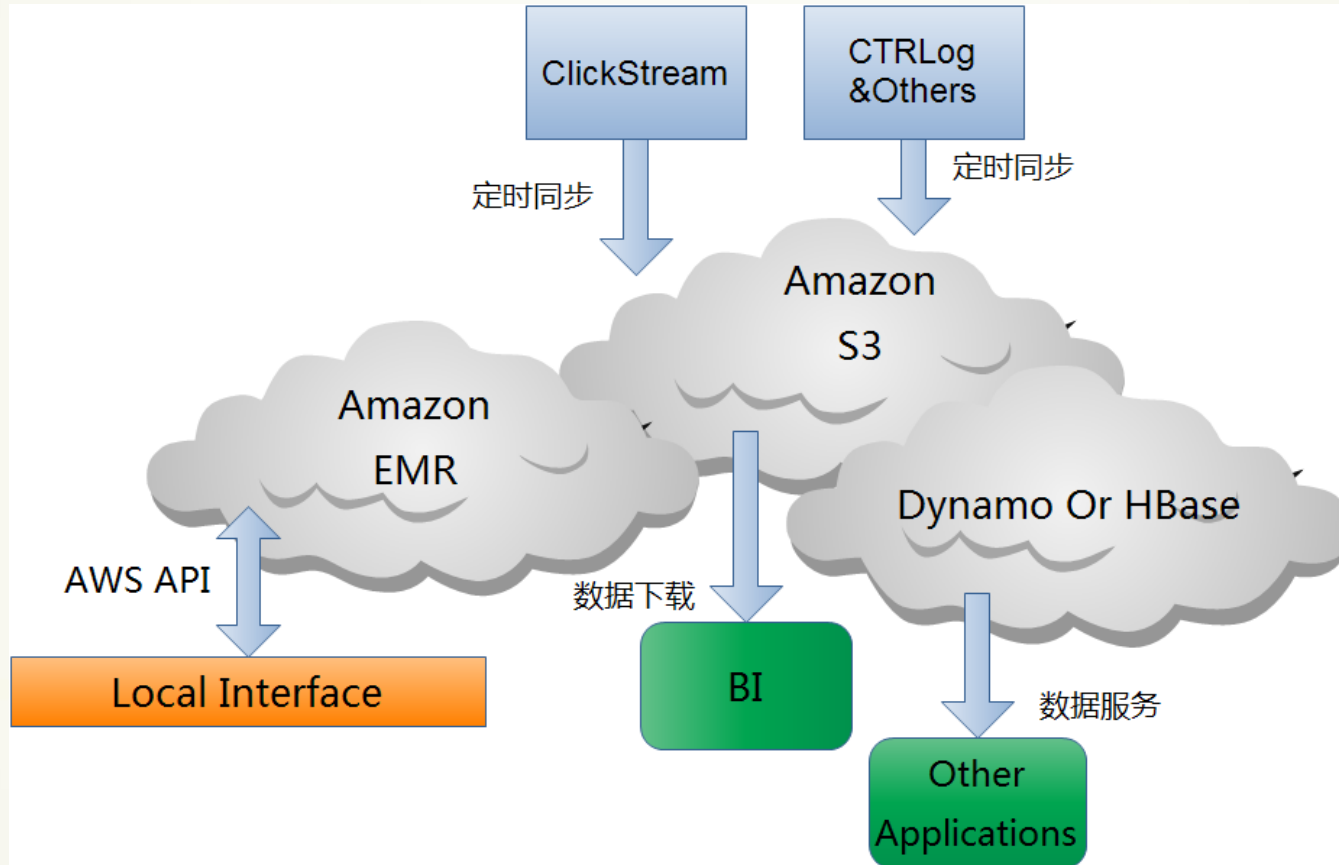 ClickStream
CTRLog
&Others
定时同步
定时同步
Amazon
S3
Amazon
EMR
Dynamo Or HBase
AWS API
数据下载
Local Interface
BI
数据服务
Other
Applications